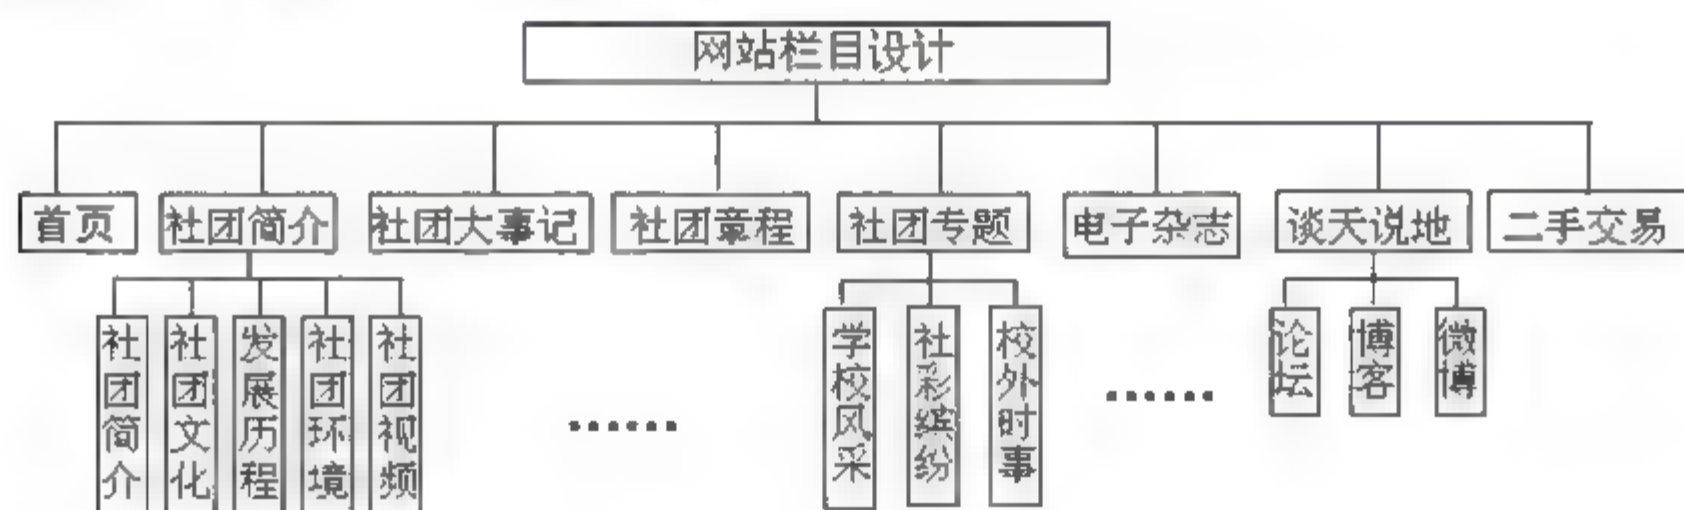 网站栏目设计
首页
社团简介
社团大事记
社团章程
社团专题
电子杂志
谈天说地
二手交易
社团简介
社团文化
发展历程
社团环境
社团视频
……
学校风采
社彩缤纷
校外时事
……
论坛
博客
微博